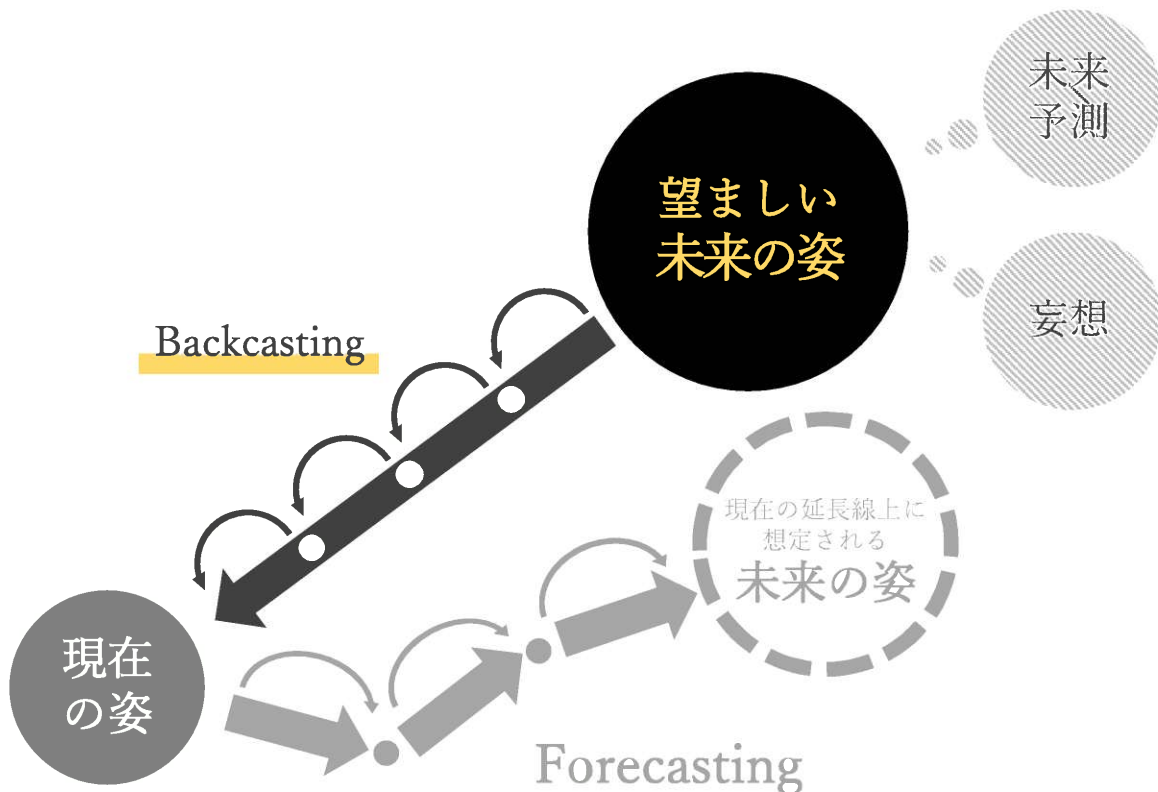 未来
予測
望ましい
未来の姿
妄想
Backcasting
現在の延長線上に
想定される
未来の姿
現在
の姿
Forecasting